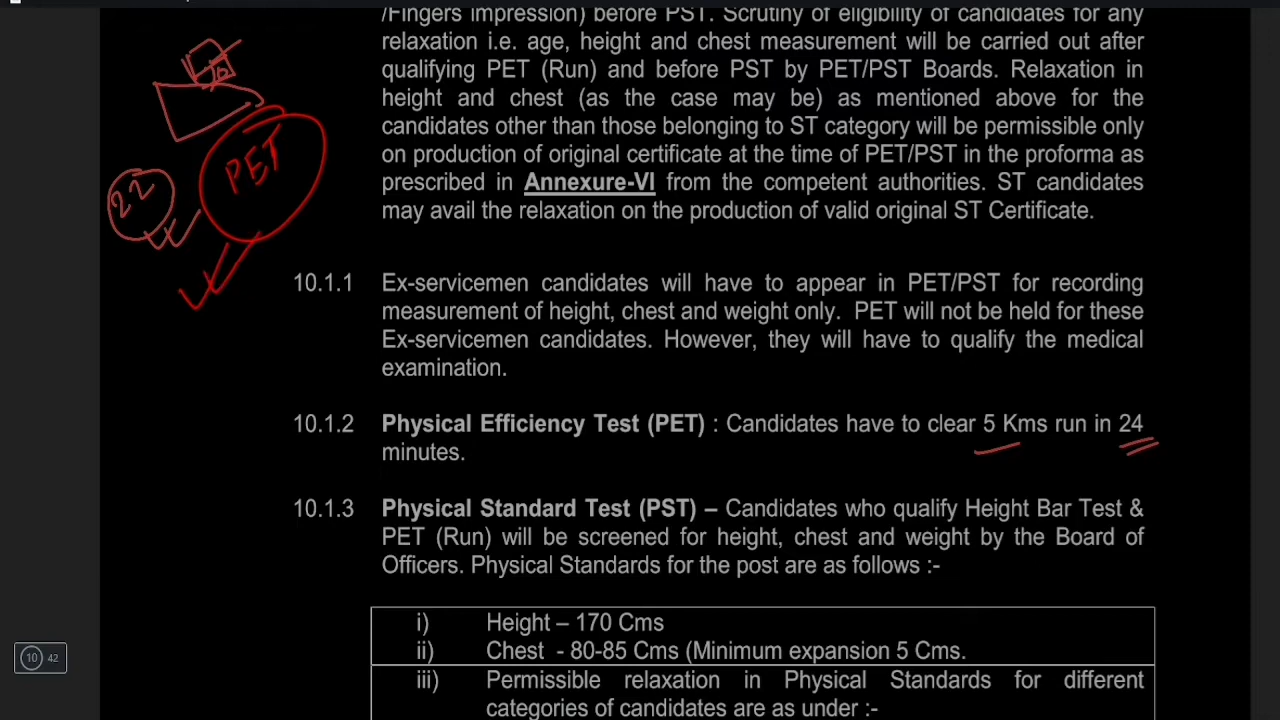 /Fingers impression) before PST. Scrutiny of eligibility of candidates for any
relaxation i.e. age, height and chest measurement will be carried out after
qualifying PET (Run) and before PST by PET/PST Boards. Relaxation in
height and chest (as the case may be) as mentioned above for the
candidates other than those belonging to ST category will be permissible only
on production of original certificate at the time of PET/PST in the proforma as
prescribed in Annexure-VI from the competent authorities. ST candidates
may avail the relaxation on the production of valid original ST Certificate.
PET
22
10.1.1 Ex-servicemen candidates will have to appear in PET/PST for recording
measurement of height, chest and weight only. PET will not be held for these
Ex-servicemen candidates. However, they will have to qualify the medical
examination.
10.1.2 Physical Efficiency Test (PET) : Candidates have to clear 5 Kms run in 24
minutes.
10.1.3 Physical Standard Test (PST) – Candidates who qualify Height Bar Test &
PET (Run) will be screened for height, chest and weight by the Board of
Officers. Physical Standards for the post are as follows :-
i) Height – 170 Cms
ii) Chest - 80-85 Cms (Minimum expansion 5 Cms.
iii) Permissible relaxation in Physical Standards for different
categories of candidates are as under :-
10 42